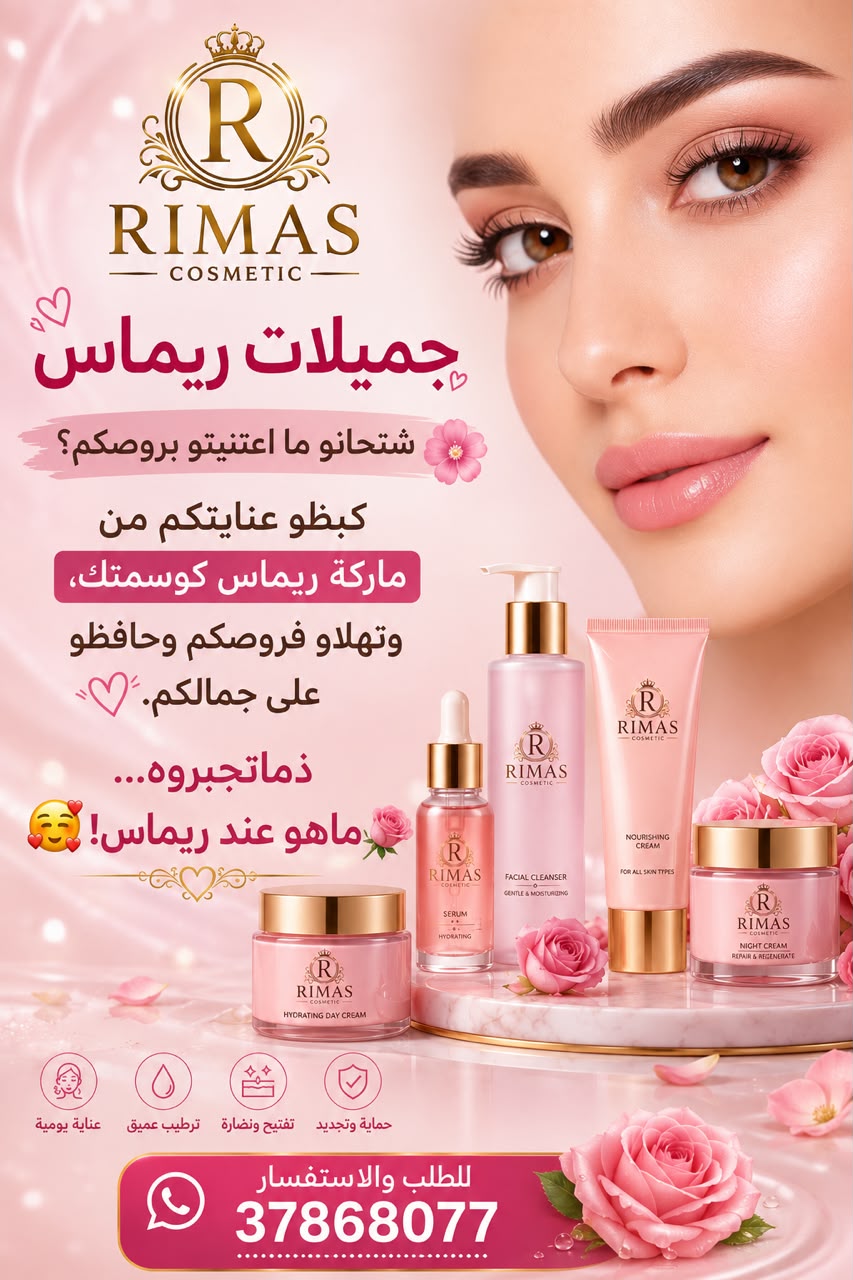 R
RIMAS
COSMETIC
جميلات ريماس
شتحانو ما اعتنيتو بروصكم؟
كبظو عنايتكم من
ماركة ريماس كوسمتك،
وتهلاو فروصكم وحافظو
على جمالكم.
ذماتجبروه...
ماهو عند ريماس!
R
RIMAS
COSMETIC
HYDRATING DAY CREAM
R
RIMAS
COSMETIC
SERUM
HYDRATING
R
RIMAS
COSMETIC
FACIAL CLEANSER
GENTLE & MOISTURIZING
R
RIMAS
COSMETIC
NOURISHING
CREAM
FOR ALL SKIN TYPES
R
RIMAS
COSMETIC
NIGHT CREAM
REPAIR & REGENERATE
حماية وتجديد
تفتيح ونضارة
ترطيب عميق
عناية يومية
للطلب والاستفسار
37868077